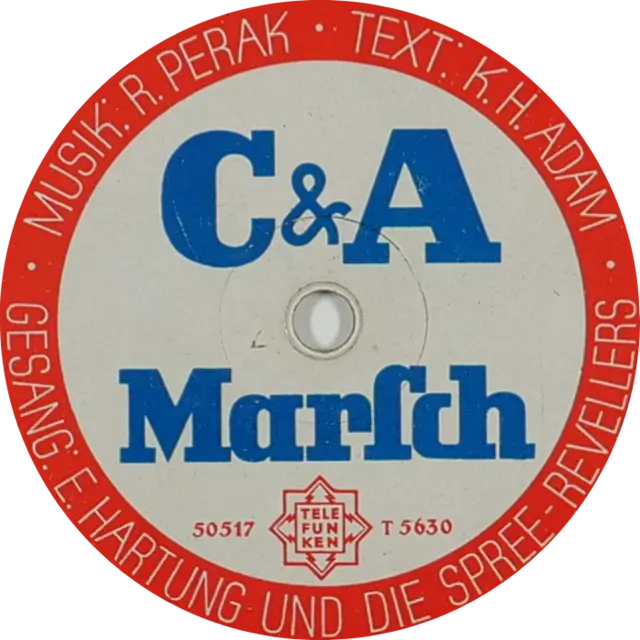 MUSIK: R. PERAK · TEXT: K. H. ADAM
C&A
Marſch
50517
TELE
FUN
KEN
T 5630
GESANG: E. HARTUNG UND DIE SPREE-REVELLERS